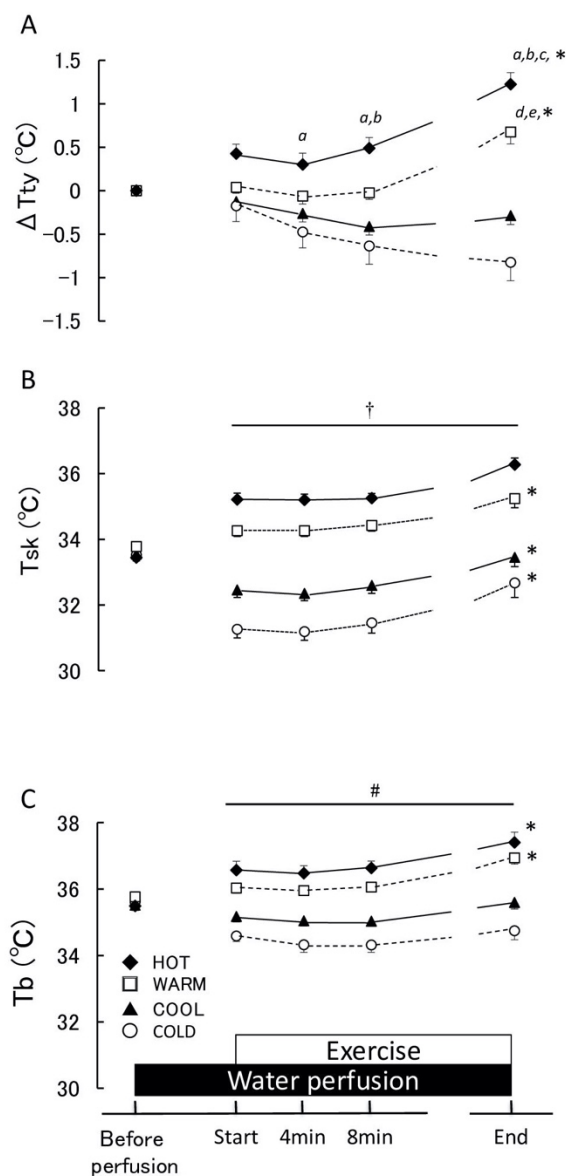 A
Δ Tty (℃)
1.5
1
0.5
0
−0.5
−1
−1.5
a
a,b
a,b,c, *
d,e,*
B
Tsk (℃)
38
36
34
32
30
†
*
*
*
C
Tb (℃)
38
36
34
32
30
#
*
*
HOT
WARM
COOL
COLD
Exercise
Water perfusion
Before perfusion
Start
4min
8min
End